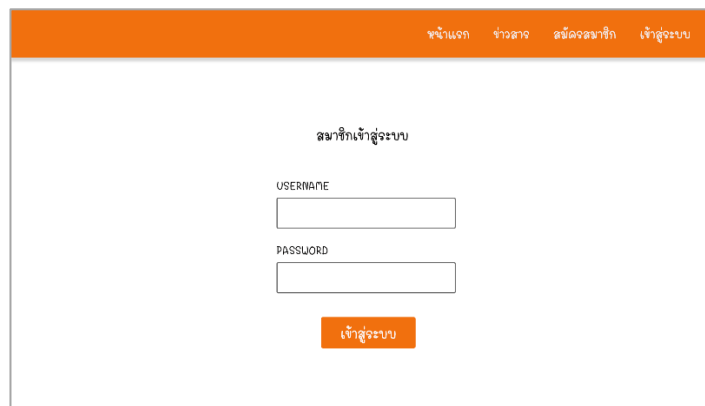 หน้าแรก ข่าวสาร สมัครสมาชิก เข้าสู่ระบบ
สมาชิกเข้าสู่ระบบ
USERNAME
PASSWORD
เข้าสู่ระบบ